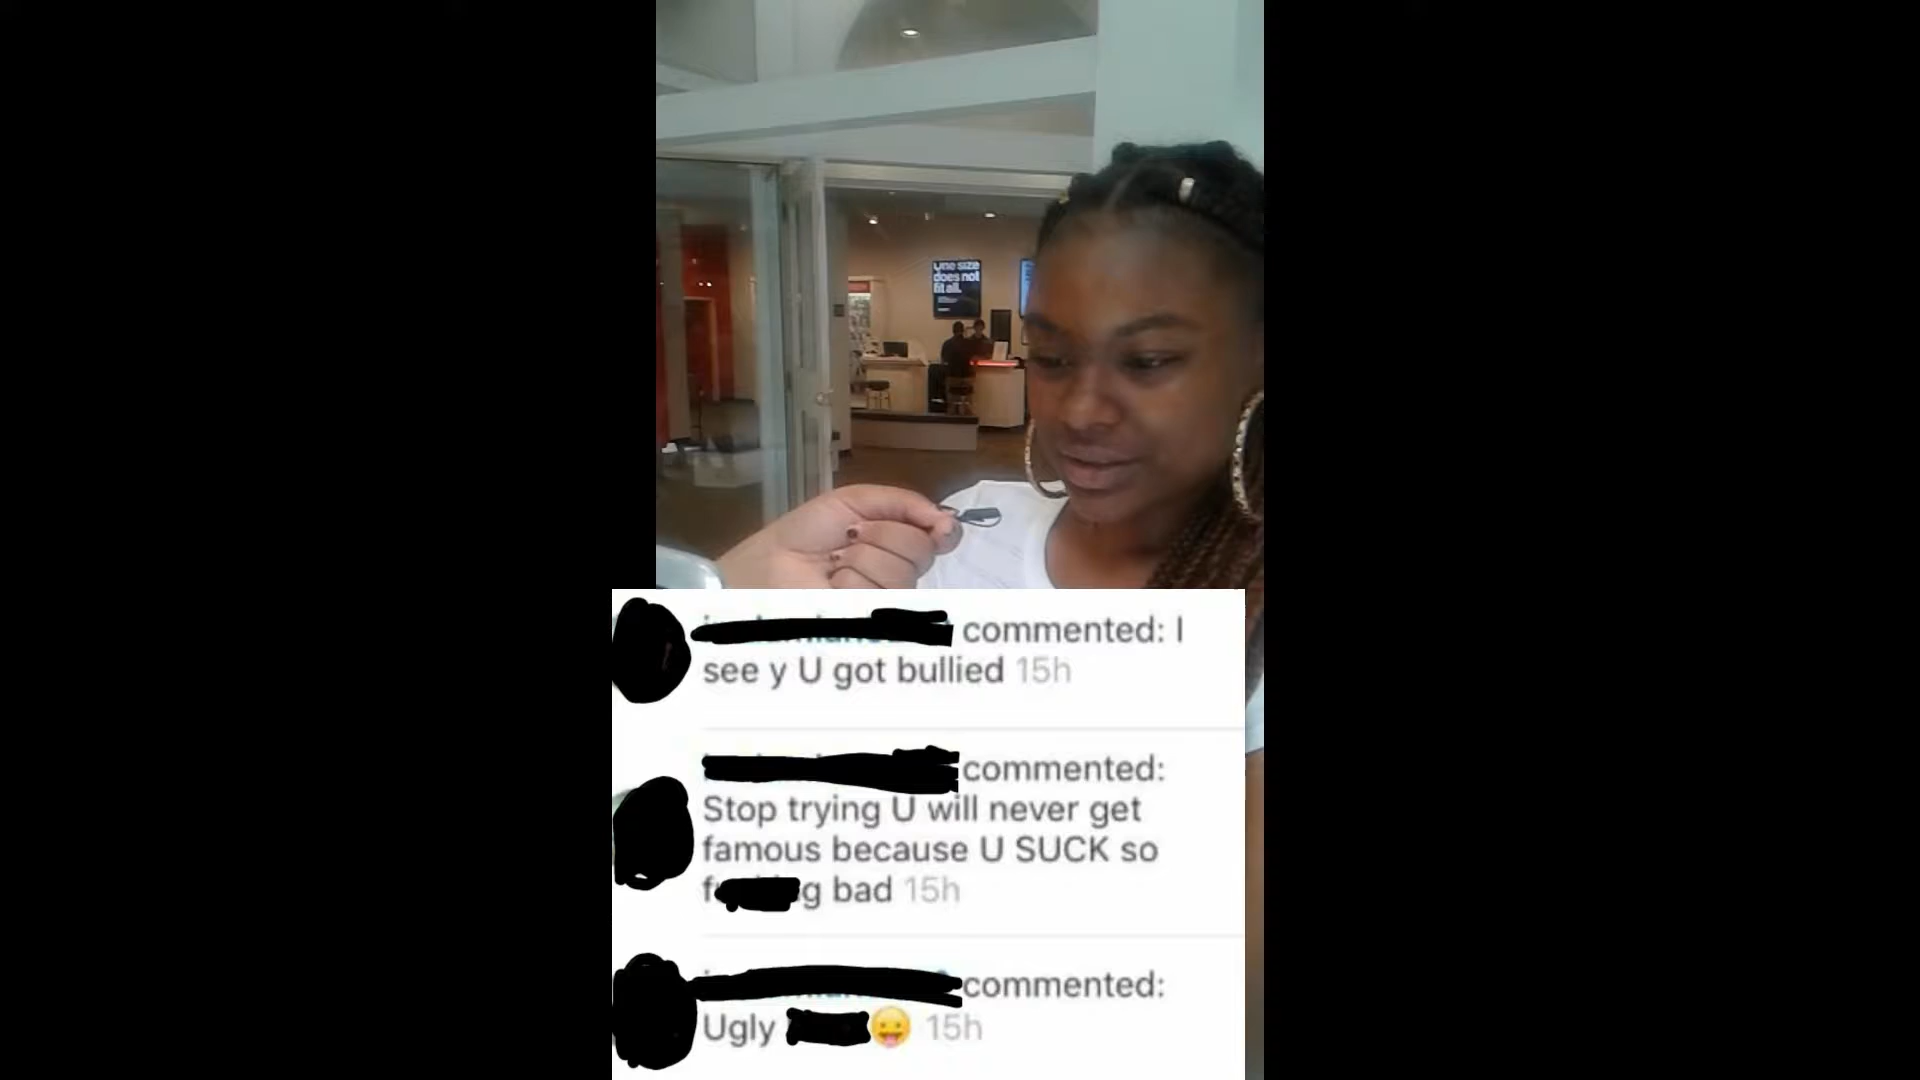 One size
does not
fit all.
commented: I
see y U got bullied 15h
commented:
Stop trying U will never get
famous because U SUCK so
bad 15h
commented:
Ugly 😛 15h